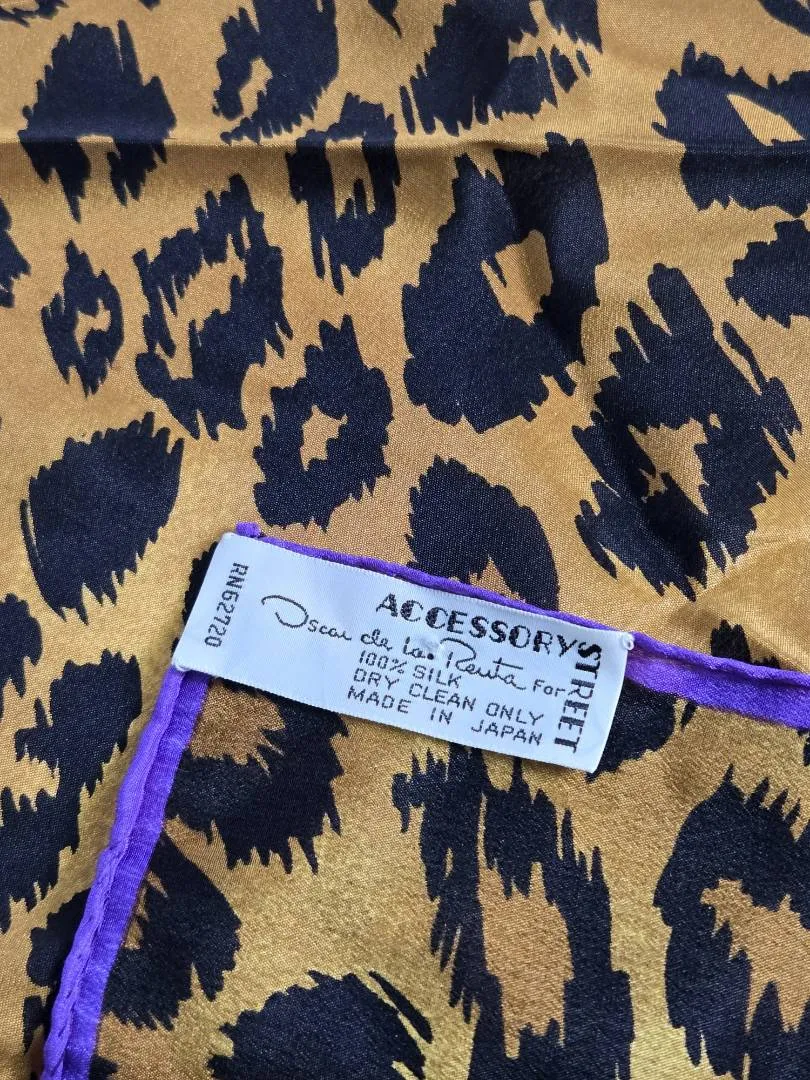 RN62720
ACCESSORY STREET
Oscar de la Renta For
100% SILK
DRY CLEAN ONLY
MADE IN JAPAN